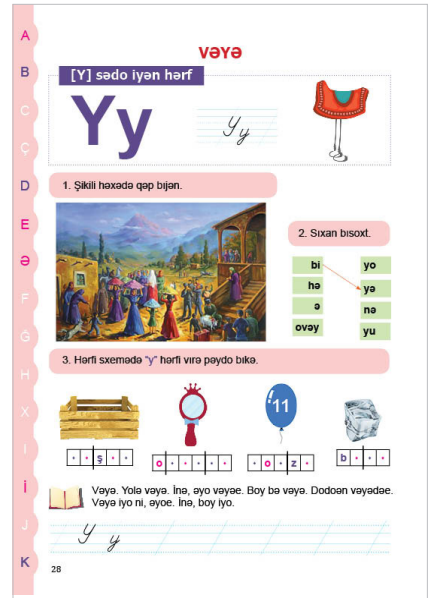 A
B
C
Ç
D
E
Ə
F
Ğ
H
X
I
İ
J
K
VƏYƏ
[Y] sədo iyən hərf
Yy
Y y
1. Şikili həxədə qəp bıjən.
2. Sıxan bısoxt.
bi yo
hə yə
ə nə
ovəy yu
3. Hərfi sxemədə “y” hərfi vırə pəydo bıkə.
11
• • ş • •
o • • • • •
• o • z •
b • • •
Vəyə. Yolə vəyə. İnə, əyo vəyəe. Boy bə vəyə. Dodoən vəyədəe.
Vəyə iyo ni, əyoe. İnə, boy iyo.
Y y
28